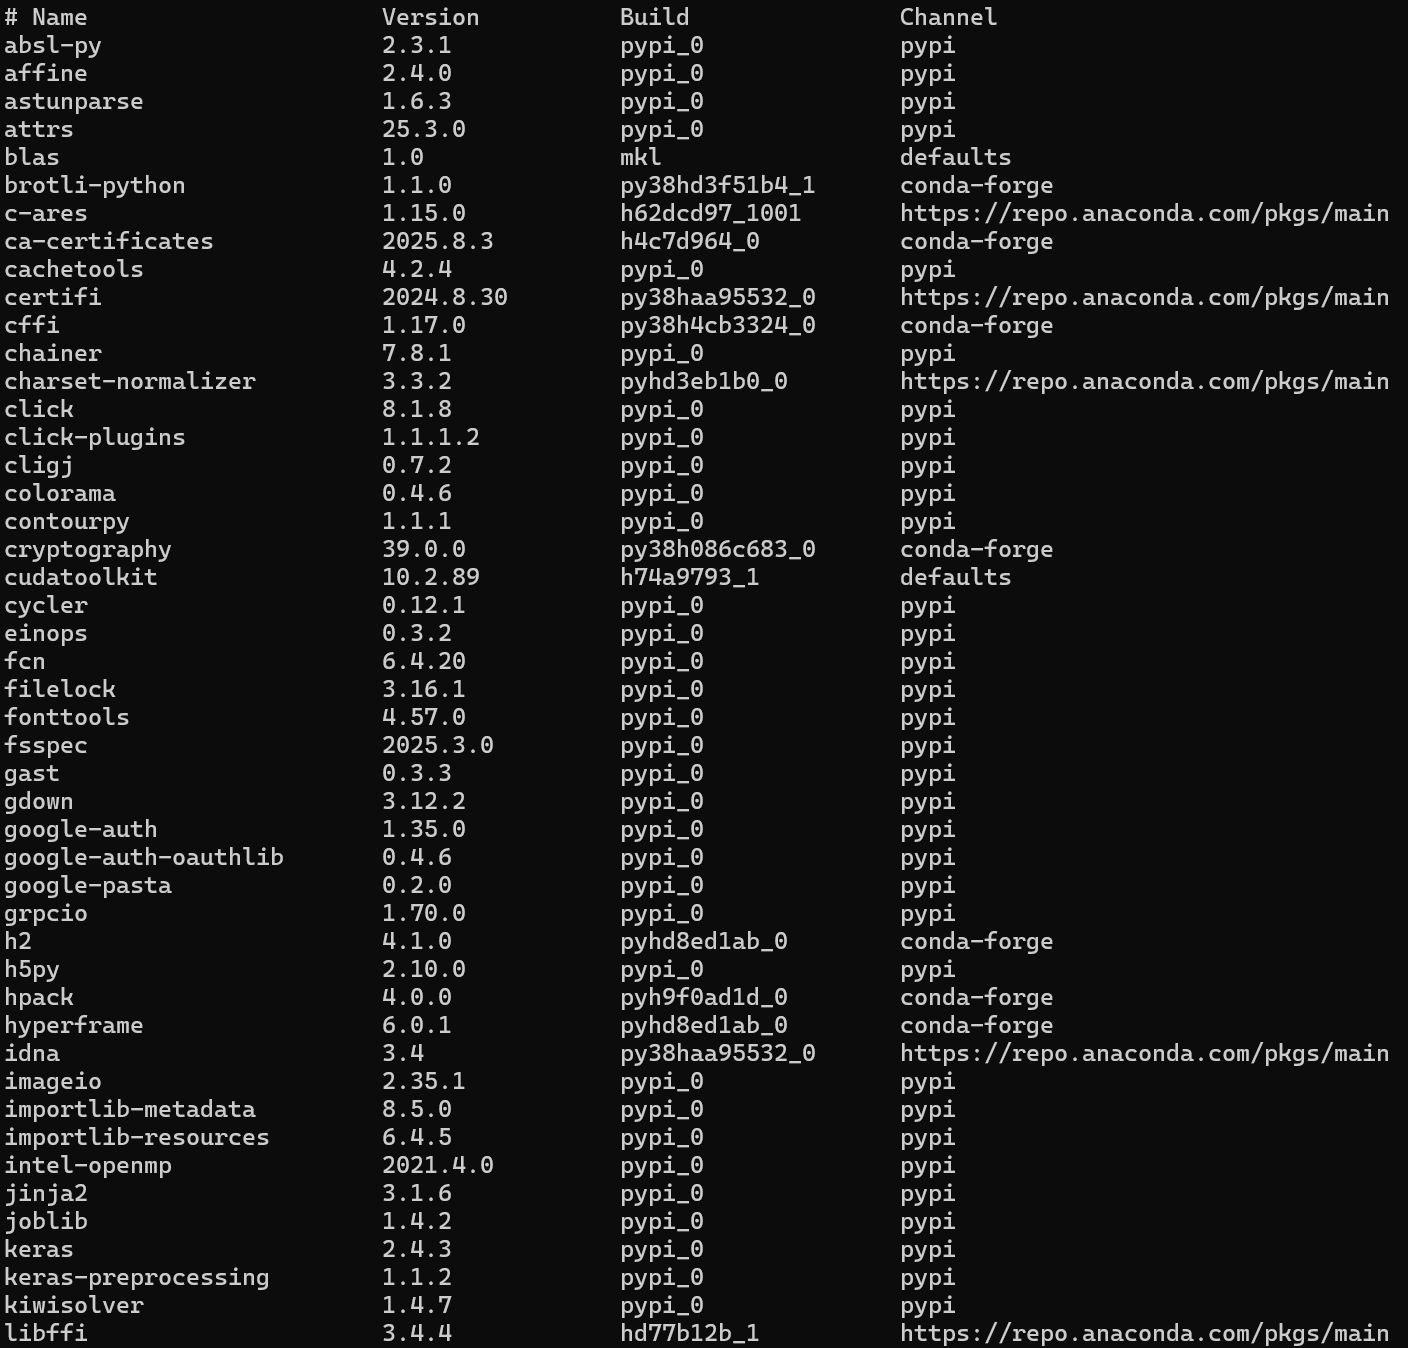 # Name                     Version          Build               Channel
absl-py                    2.3.1            pypi_0              pypi
affine                     2.4.0            pypi_0              pypi
astunparse                 1.6.3            pypi_0              pypi
attrs                      25.3.0           pypi_0              pypi
blas                       1.0              mkl                 defaults
brotli-python              1.1.0            py38hd3f51b4_1      conda-forge
c-ares                     1.15.0           h62dcd97_1001       https://repo.anaconda.com/pkgs/main
ca-certificates            2025.8.3         h4c7d964_0          conda-forge
cachetools                 4.2.4            pypi_0              pypi
certifi                    2024.8.30        py38haa95532_0      https://repo.anaconda.com/pkgs/main
cffi                       1.17.0           py38h4cb3324_0      conda-forge
chainer                    7.8.1            pypi_0              pypi
charset-normalizer         3.3.2            pyhd3eb1b0_0        https://repo.anaconda.com/pkgs/main
click                      8.1.8            pypi_0              pypi
click-plugins              1.1.1.2          pypi_0              pypi
cligj                      0.7.2            pypi_0              pypi
colorama                   0.4.6            pypi_0              pypi
contourpy                  1.1.1            pypi_0              pypi
cryptography               39.0.0           py38h086c683_0      conda-forge
cudatoolkit                10.2.89          h74a9793_1          defaults
cycler                     0.12.1           pypi_0              pypi
einops                     0.3.2            pypi_0              pypi
fcn                        6.4.20           pypi_0              pypi
filelock                   3.16.1           pypi_0              pypi
fonttools                  4.57.0           pypi_0              pypi
fsspec                     2025.3.0         pypi_0              pypi
gast                       0.3.3            pypi_0              pypi
gdown                      3.12.2           pypi_0              pypi
google-auth                1.35.0           pypi_0              pypi
google-auth-oauthlib       0.4.6            pypi_0              pypi
google-pasta               0.2.0            pypi_0              pypi
grpcio                     1.70.0           pypi_0              pypi
h2                         4.1.0            pyhd8ed1ab_0        conda-forge
h5py                       2.10.0           pypi_0              pypi
hpack                      4.0.0            pyh9f0ad1d_0        conda-forge
hyperframe                 6.0.1            pyhd8ed1ab_0        conda-forge
idna                       3.4              py38haa95532_0      https://repo.anaconda.com/pkgs/main
imageio                    2.35.1           pypi_0              pypi
importlib-metadata         8.5.0            pypi_0              pypi
importlib-resources        6.4.5            pypi_0              pypi
intel-openmp               2021.4.0         pypi_0              pypi
jinja2                     3.1.6            pypi_0              pypi
joblib                     1.4.2            pypi_0              pypi
keras                      2.4.3            pypi_0              pypi
keras-preprocessing        1.1.2            pypi_0              pypi
kiwisolver                 1.4.7            pypi_0              pypi
libffi                     3.4.4            hd77b12b_1          https://repo.anaconda.com/pkgs/main